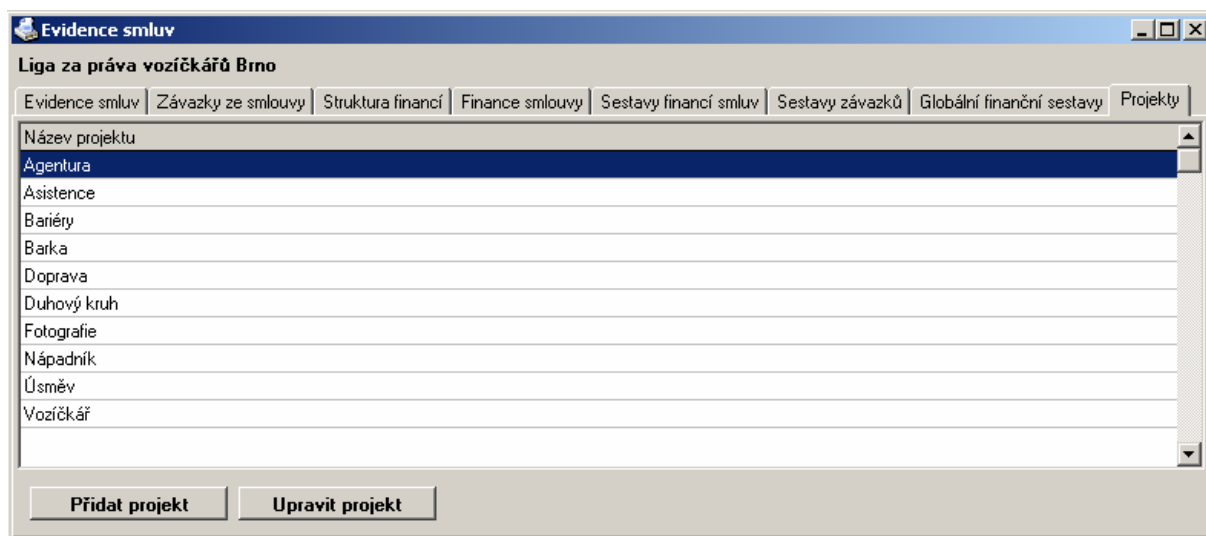 Evidence smluv
Liga za práva vozíčkářů Brno
Evidence smluv Závazky ze smlouvy Struktura financí Finance smlouvy Sestavy financí smluv Sestavy závazků Globální finanční sestavy Projekty
Název projektu
Agentura
Asistence
Bariéry
Barka
Doprava
Duhový kruh
Fotografie
Nápadník
Úsměv
Vozíčkář
Přidat projekt Upravit projekt